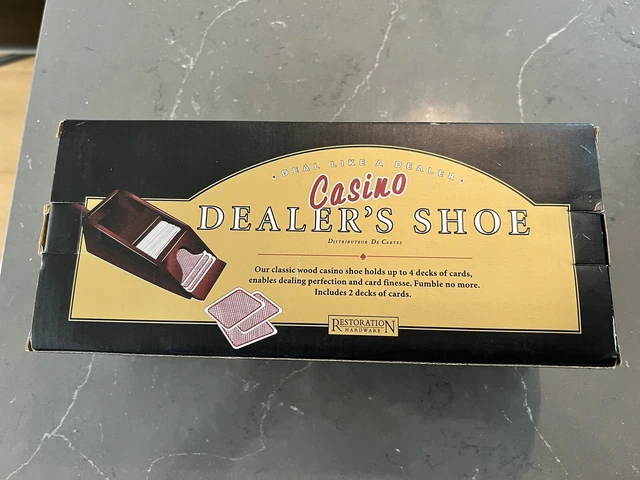 · DEAL LIKE A DEALER ·
Casino
DEALER'S SHOE
DISTRIBUTEUR DE CARTES
Our classic wood casino shoe holds up to 4 decks of cards,
enables dealing perfection and card finesse. Fumble no more.
Includes 2 decks of cards.
RESTORATION
HARDWARE